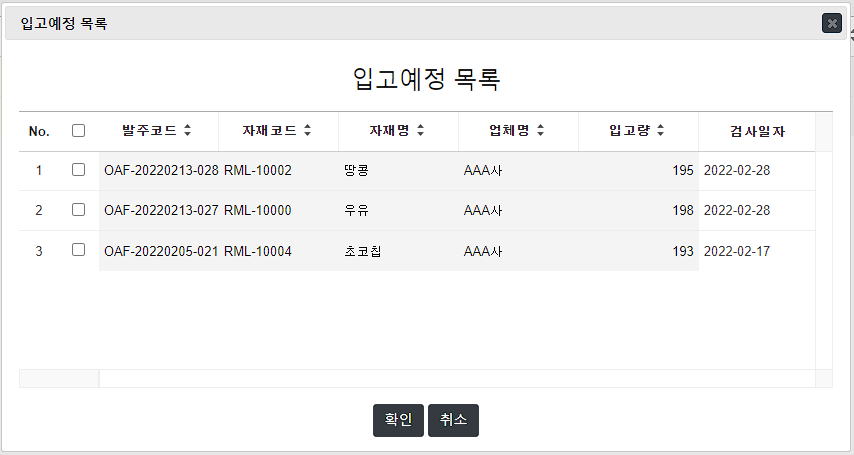 입고예정 목록
입고예정 목록
No. 발주코드 자재코드 자재명 업체명 입고량 검사일자
1 OAF-20220213-028 RML-10002 땅콩 AAA사 195 2022-02-28
2 OAF-20220213-027 RML-10000 우유 AAA사 198 2022-02-28
3 OAF-20220205-021 RML-10004 초코칩 AAA사 193 2022-02-17
확인 취소